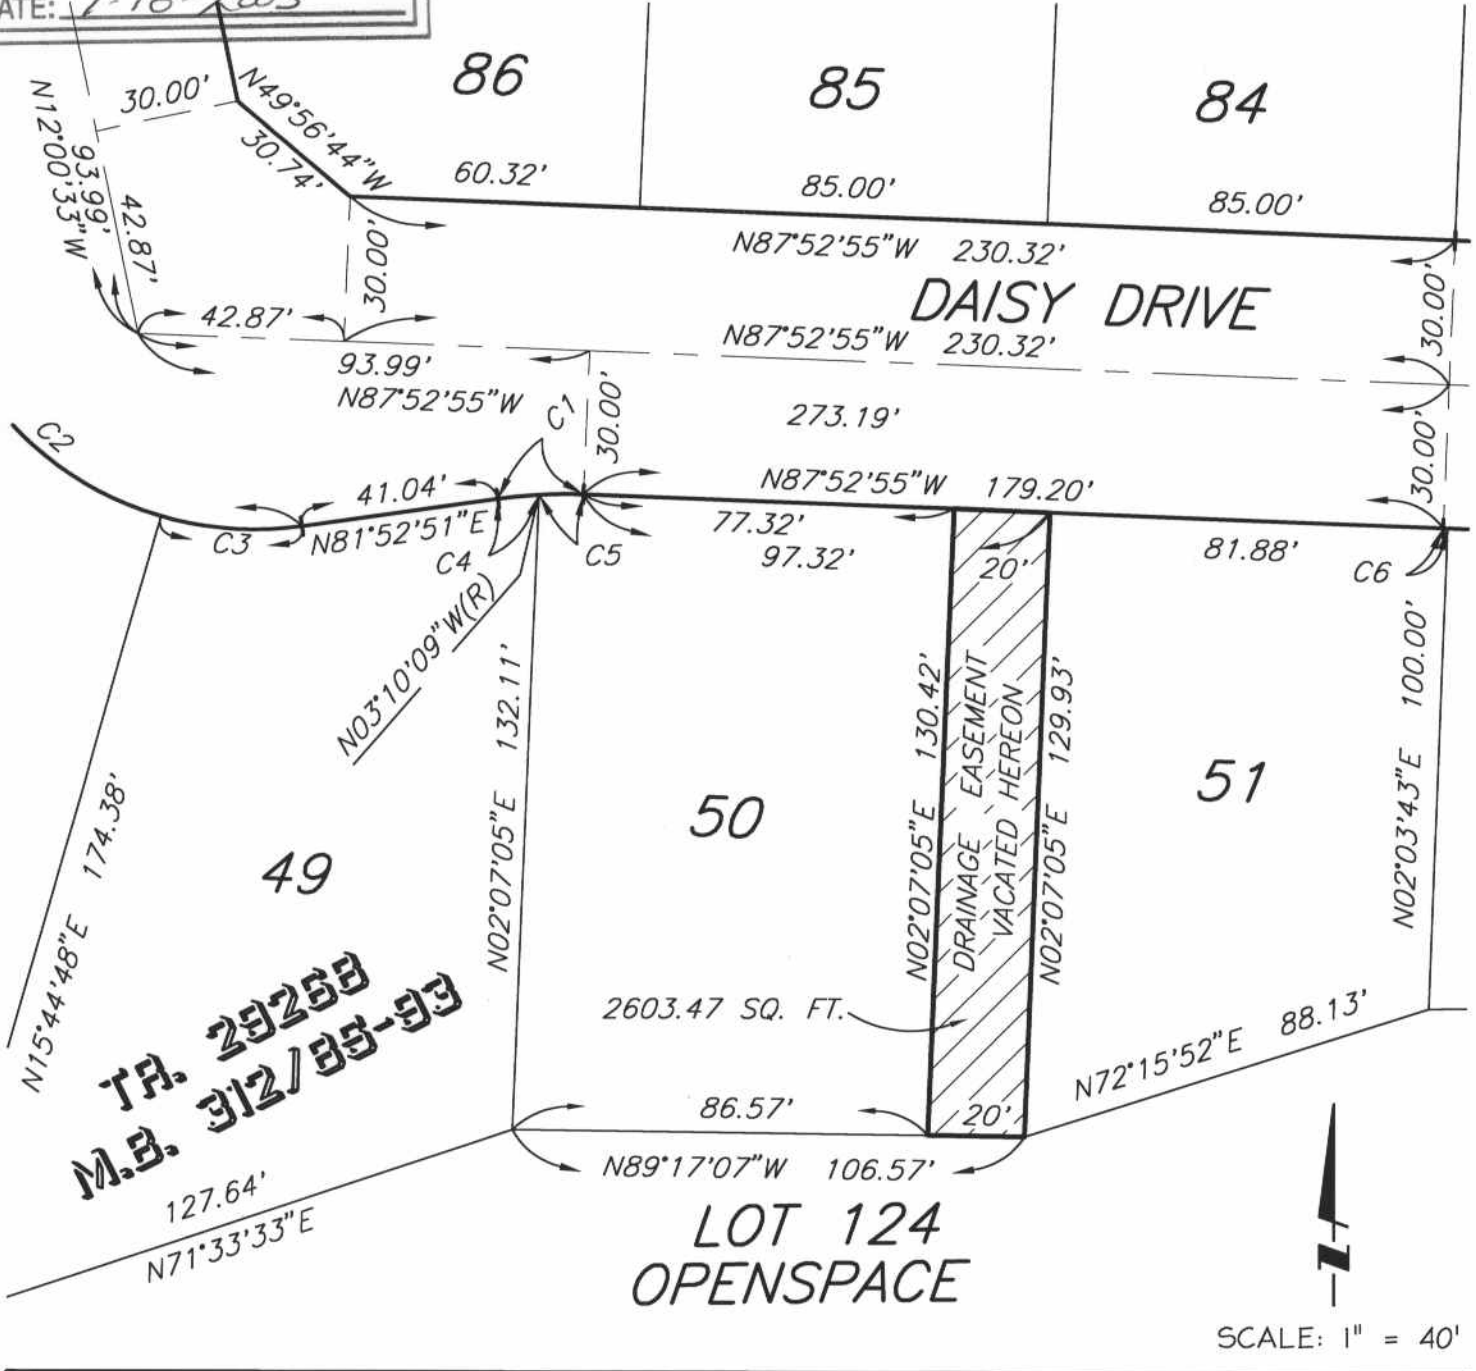 ATE:
86
85
84
30.00'
N49°56'44"W
30.74'
N12°00'33"W
93.99'
42.87'
60.32'
85.00'
85.00'
30.00'
N87°52'55"W 230.32'
DAISY DRIVE
30.00'
42.87'
N87°52'55"W 230.32'
93.99'
N87°52'55"W
C1
30.00'
273.19'
30.00'
C2
41.04'
N87°52'55"W 179.20'
C3
N81°52'51"E
C4
C5
77.32'
97.32'
20'
81.88'
C6
N03°10'09"W(R)
132.11'
N02°07'05"E
130.42'
N02°07'05"E
DRAINAGE EASEMENT
VACATED HEREON
129.93'
N02°07'05"E
100.00'
N02°03'43"E
50
51
49
174.38'
N15°44'48"E
TR. 29268
M.B. 312/85-93
2603.47 SQ. FT.
86.57'
20'
N72°15'52"E 88.13'
N89°17'07"W 106.57'
127.64'
N71°33'33"E
LOT 124
OPENSPACE
SCALE: 1" = 40'